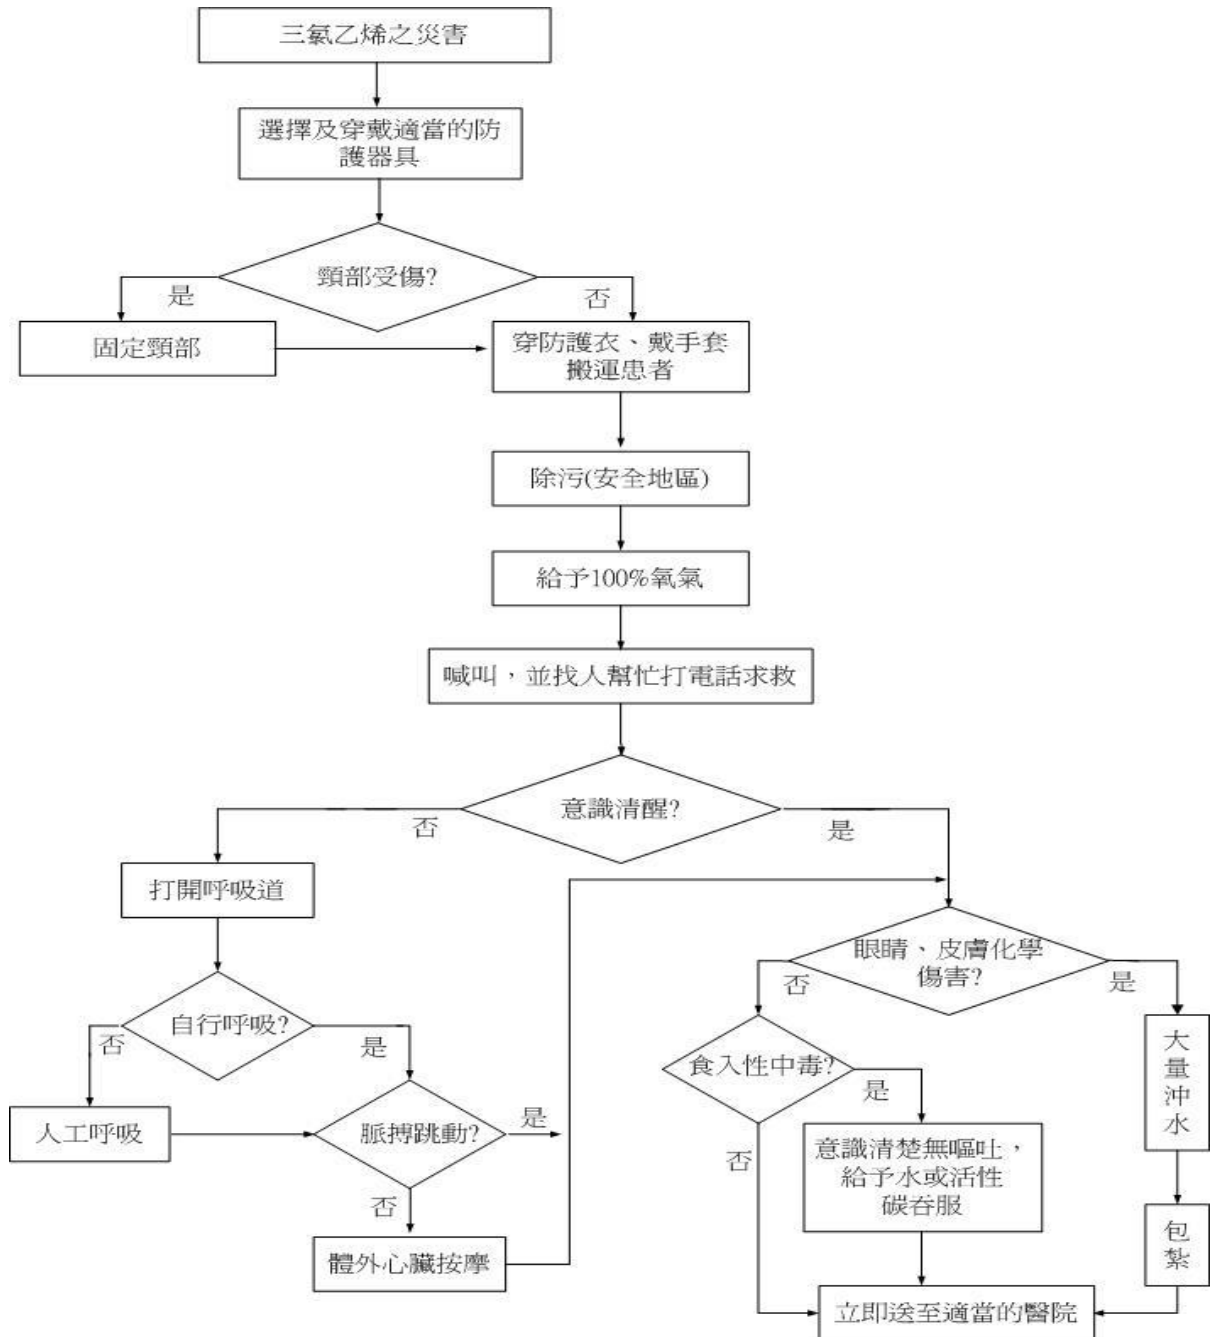 三氯乙烯之災害
選擇及穿戴適當的防
護器具
頸部受傷?
是
否
固定頸部
穿防護衣、戴手套
搬運患者
除污(安全地區)
給予100%氧氣
喊叫，並找人幫忙打電話求救
意識清醒?
否
是
打開呼吸道
眼睛、皮膚化學
傷害?
否
是
自行呼吸?
否
是
大
量
沖
水
食入性中毒?
是
否
人工呼吸
脈搏跳動?
是
否
意識清楚無嘔吐，
給予水或活性
碳吞服
包
紮
體外心臟按摩
立即送至適當的醫院